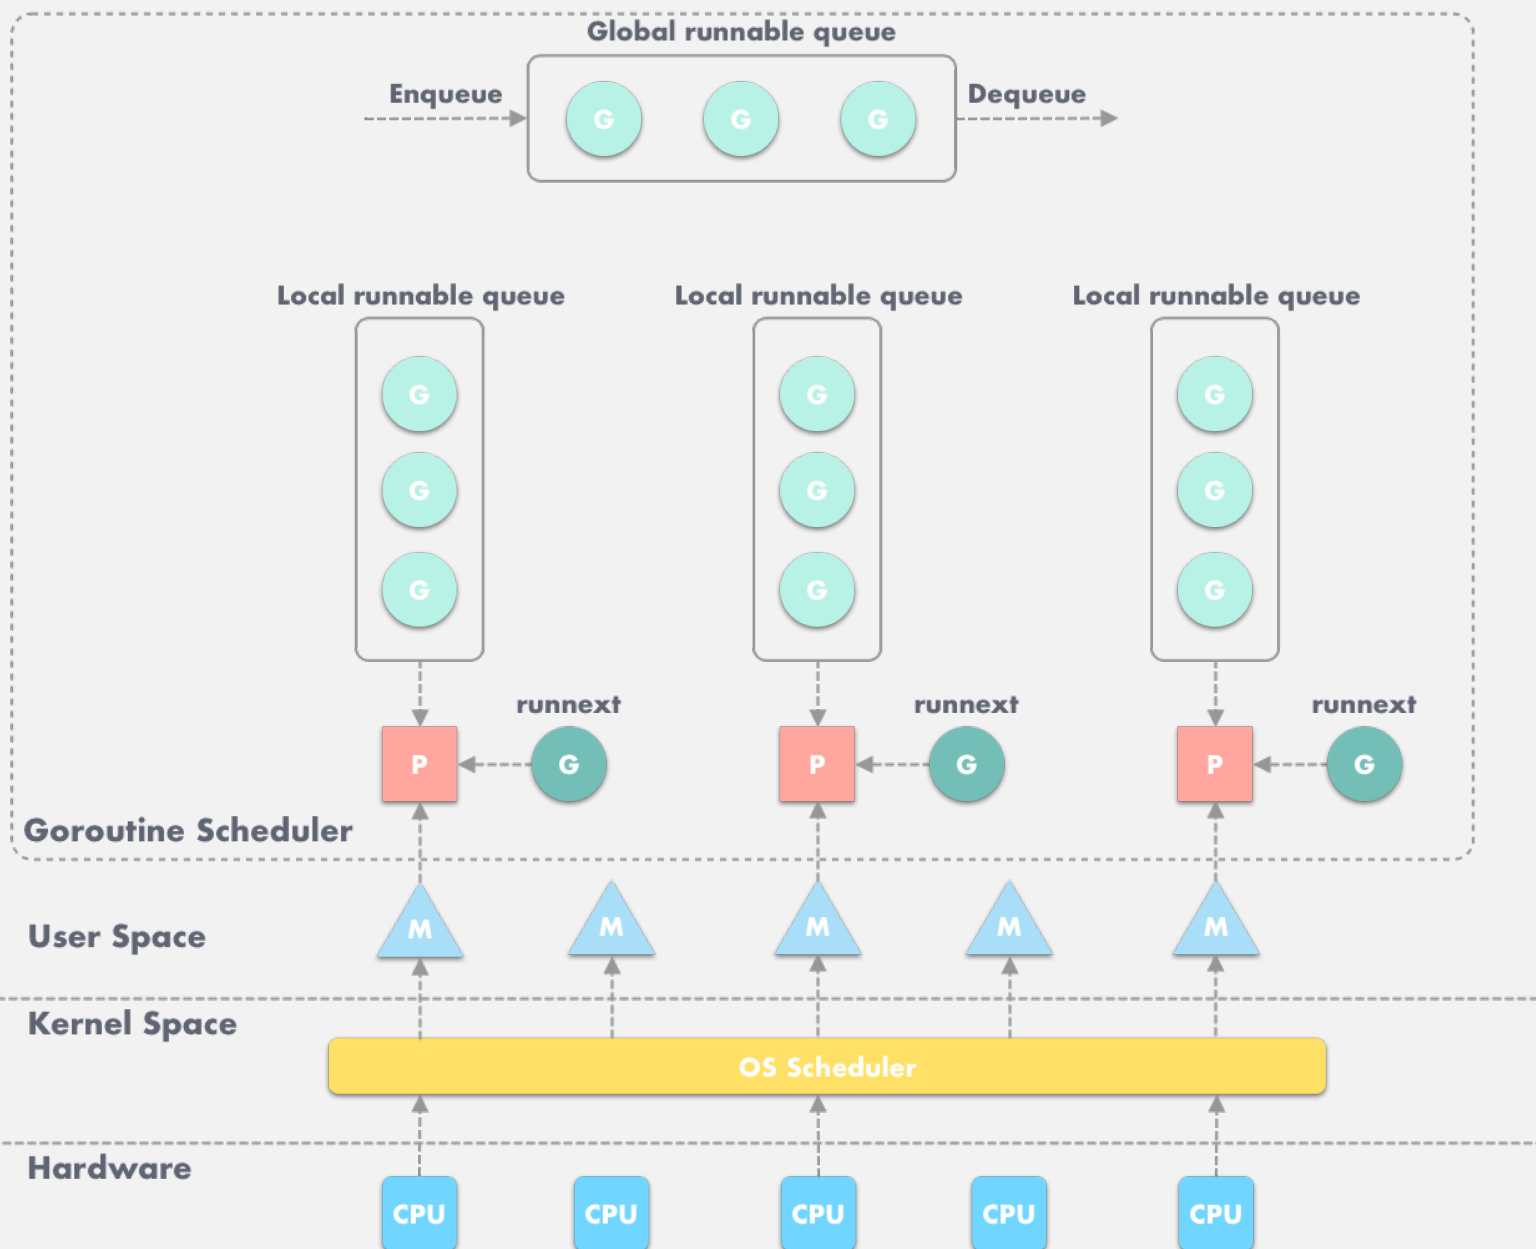 Global runnable queue
Enqueue
G G G
Dequeue
Local runnable queue
Local runnable queue
Local runnable queue
G G G
G G G
G G G
runnext
runnext
runnext
P G P G P G
Goroutine Scheduler
User Space
M M M M M
Kernel Space
OS Scheduler
Hardware
CPU CPU CPU CPU CPU